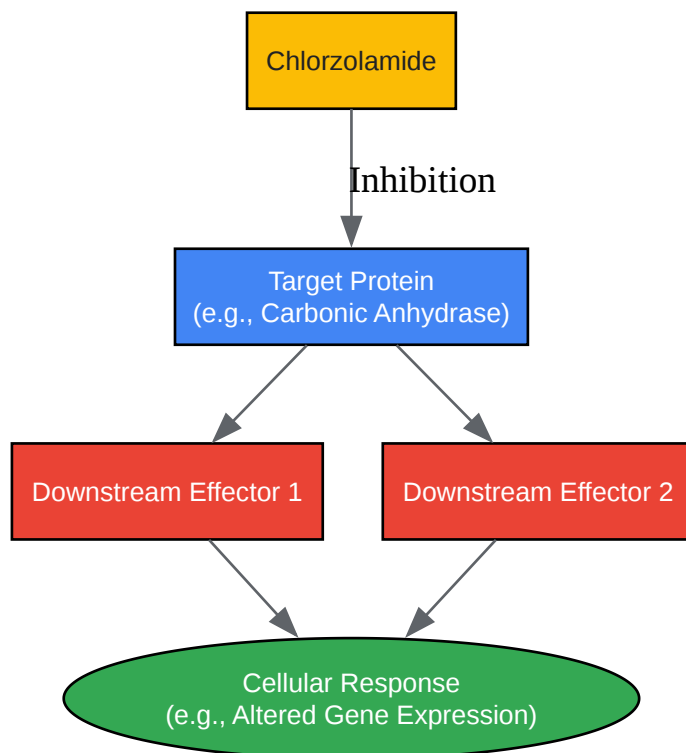 Chlorzolamide
Inhibition
Target Protein
(e.g., Carbonic Anhydrase)
Downstream Effector 1
Downstream Effector 2
Cellular Response
(e.g., Altered Gene Expression)